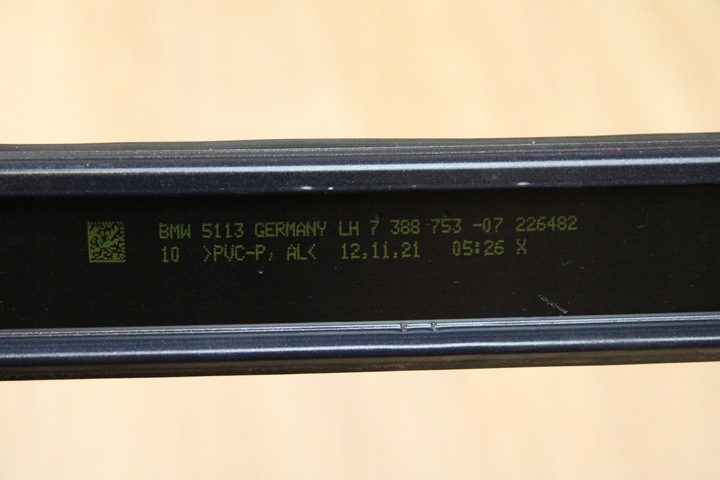 BMW 5113 GERMANY LH 7 388 753 -07 226482
10 >PVC-P, AL< 12.11.21 05:26 X